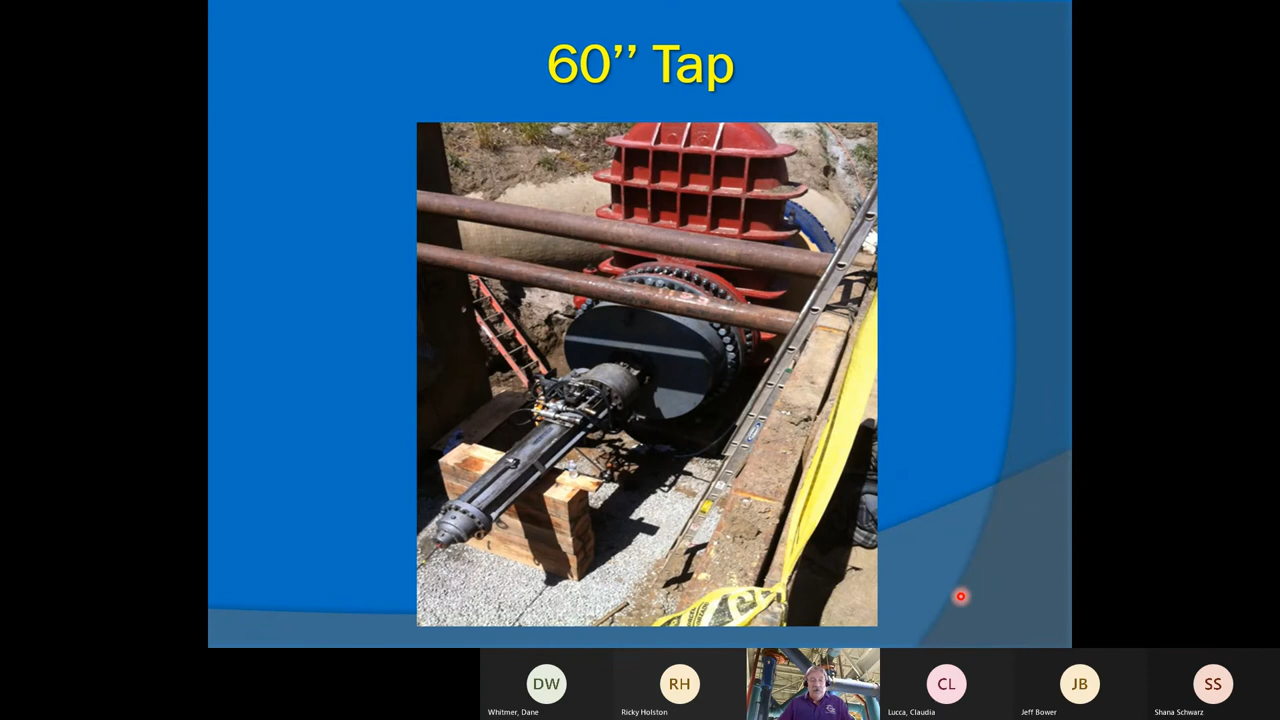 60’’ Tap
DW
RH
CL
JB
SS
Whitmer, Dane
Ricky Holston
Lucca, Claudia
Jeff Bower
Shana Schwarz